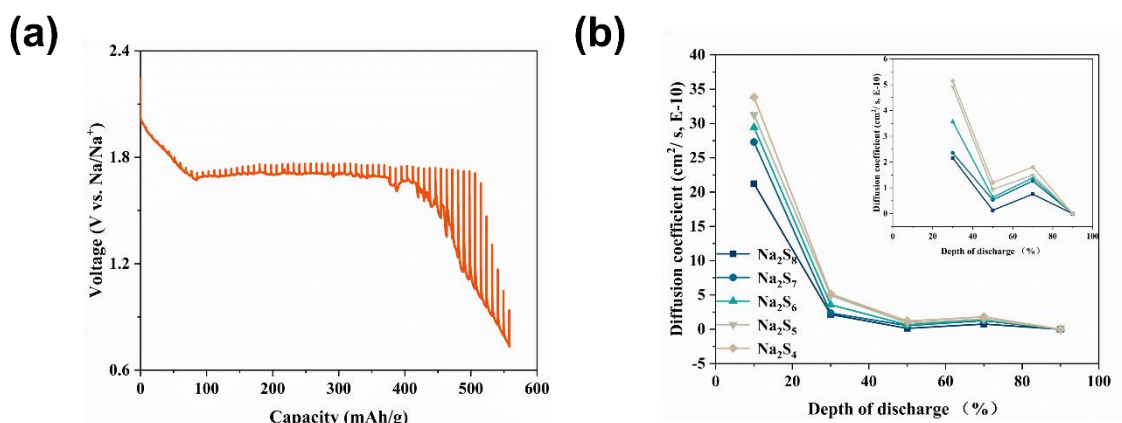 (a)
2.4
1.8
1.2
0.6
Voltage (V vs. Na/Na⁺)
0 100 200 300 400 500 600
Capacity (mAh/g)
(b)
40
35
30
25
20
15
10
5
0
-5
Diffusion coefficient (cm²/ s, E-10)
Na₂S₈
Na₂S₇
Na₂S₆
Na₂S₅
Na₂S₄
0 20 40 60 80 100
Depth of discharge （%）
6
5
4
3
2
1
0
Diffusion coefficient (cm²/ s, E-10)
0 20 40 60 80 100
Depth of discharge （%）